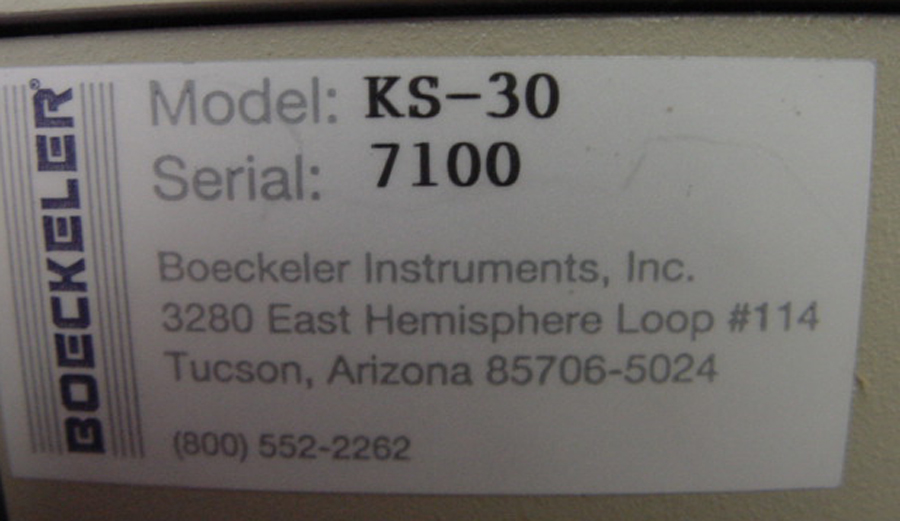 BOECKELER®
Model: KS-30
Serial: 7100
Boeckeler Instruments, Inc.
3280 East Hemisphere Loop #114
Tucson, Arizona 85706-5024
(800) 552-2262